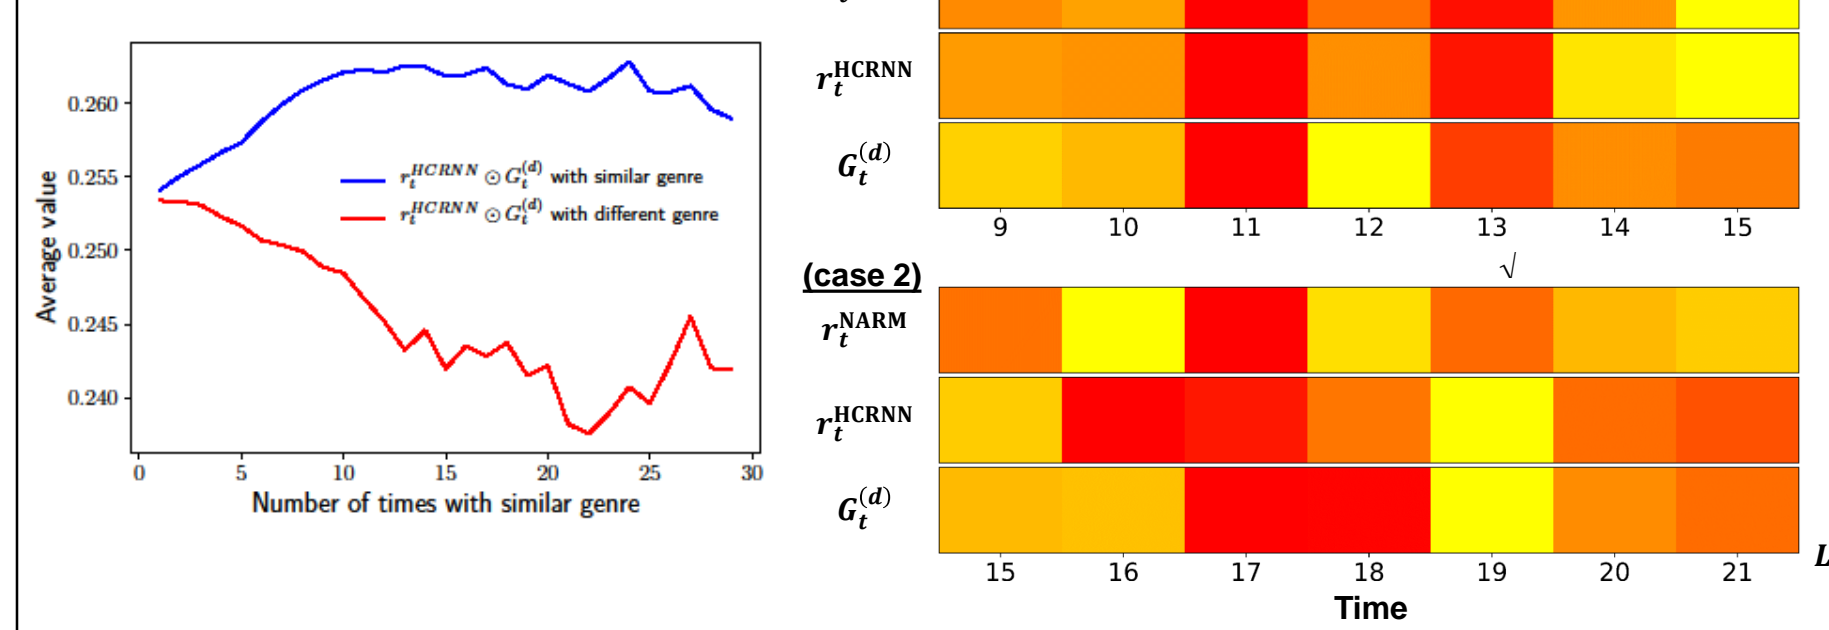 0.260
0.255
0.250
0.245
0.240
Average value
r_t^{HCRNN} ⊙ G_t^{(d)} with similar genre
r_t^{HCRNN} ⊙ G_t^{(d)} with different genre
0 5 10 15 20 25 30
Number of times with similar genre
r_t^{HCRNN}
G_t^{(d)}
9 10 11 12 13 14 15
√
(case 2)
r_t^{NARM}
r_t^{HCRNN}
G_t^{(d)}
15 16 17 18 19 20 21
L
Time